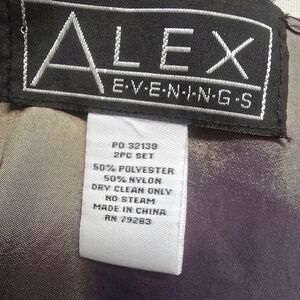 ALEX
E·V·E·N·I·N·G·S
PO 32139
2PC SET
50% POLYESTER
50% NYLON
DRY CLEAN ONLY
NO STEAM
MADE IN CHINA
RN 79283